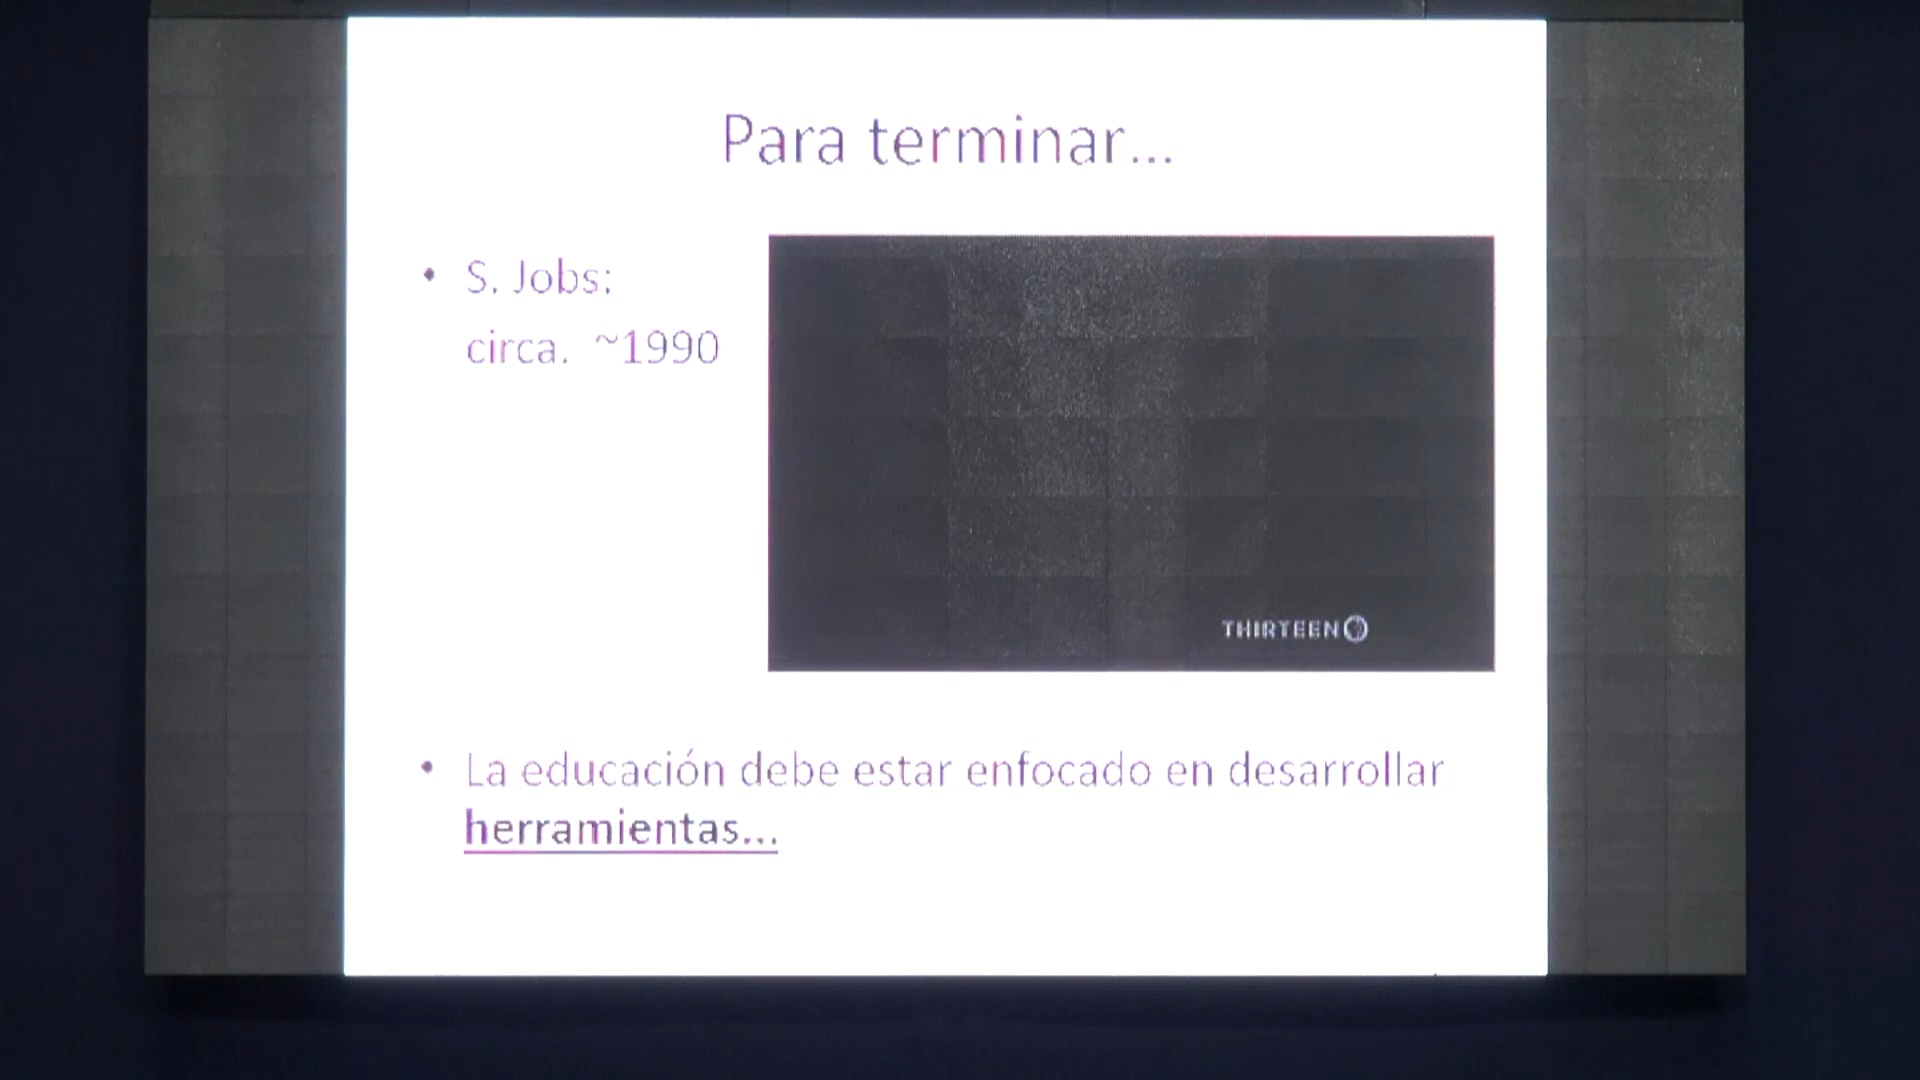 Para terminar...
• S. Jobs:
circa. ~1990
THIRTEEN
• La educación debe estar enfocado en desarrollar
herramientas...